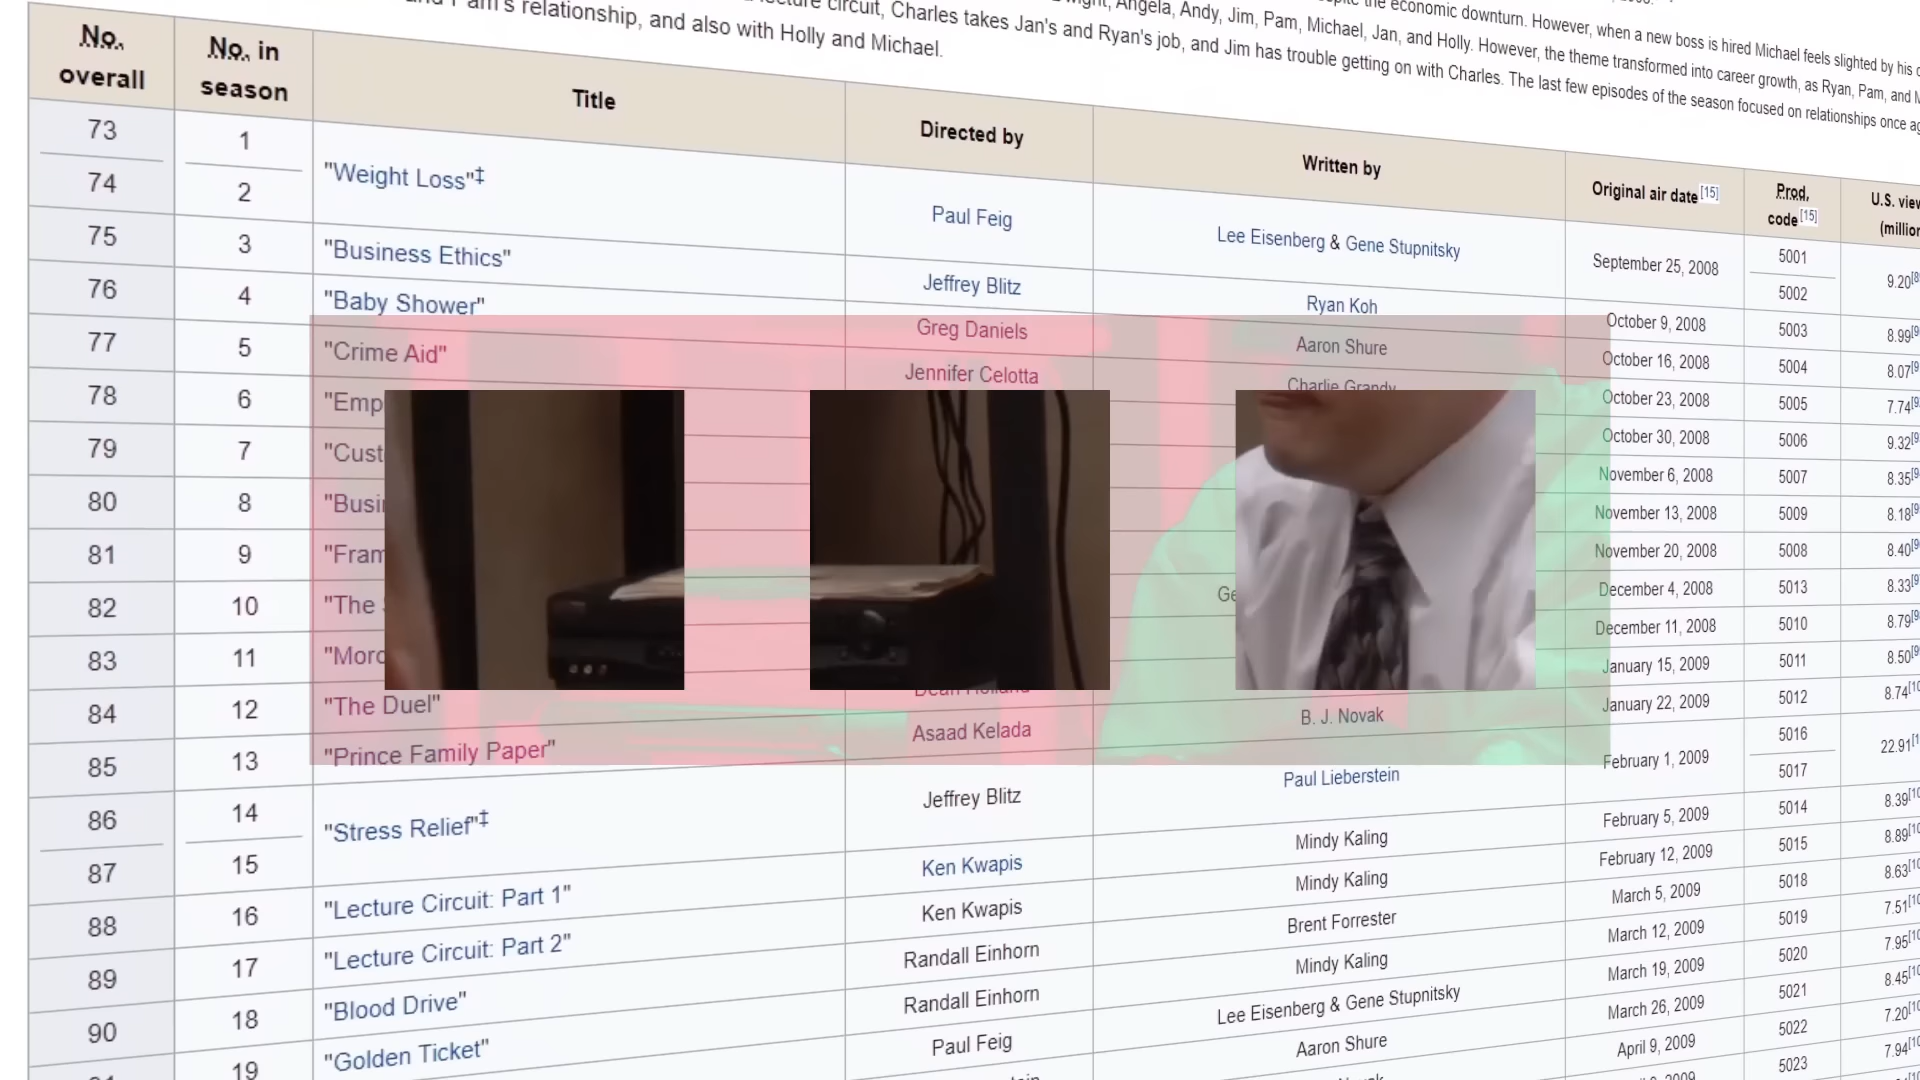 and Pam's relationship, and also with Holly and Michael.
circuit, Charles takes Jan's and Ryan's job, and Jim has trouble getting on with Charles. The last few episodes of the season focused on relationships once
Angela, Andy, Jim, Pam, Michael, Jan, and Holly. However, the theme transformed into career growth, as Ryan, Pam, and
the economic downturn. However, when a new boss is hired Michael feels slighted by his
No. overall No. in season Title Directed by Written by Original air date[15] Prod. code[15] U.S.
73 1 "Weight Loss"‡ Paul Feig Lee Eisenberg & Gene Stupnitsky September 25, 2008 5001 9.20
74 2 5002
75 3 "Business Ethics" Jeffrey Blitz Ryan Koh October 9, 2008 5003 8.99
76 4 "Baby Shower" Greg Daniels Aaron Shure October 16, 2008 5004 8.07
77 5 "Crime Aid" Jennifer Celotta Charlie Grandy October 23, 2008 5005 7.74
78 6 "Emp October 30, 2008 5006 9.32
79 7 "Cust November 6, 2008 5007 8.35
80 8 "Busi November 13, 2008 5009 8.18
81 9 "Fram November 20, 2008 5008 8.40
82 10 "The Ge December 4, 2008 5013 8.33
83 11 "Moro December 11, 2008 5010 8.79
84 12 "The Duel" Dean Holland January 15, 2009 5011 8.50
85 13 "Prince Family Paper" Asaad Kelada B. J. Novak January 22, 2009 5012 8.74
86 14 "Stress Relief"‡ Jeffrey Blitz Paul Lieberstein February 1, 2009 5016 22.91
87 15 5017
88 16 "Lecture Circuit: Part 1" Ken Kwapis Mindy Kaling February 5, 2009 5014 8.39
89 17 "Lecture Circuit: Part 2" Ken Kwapis Mindy Kaling February 12, 2009 5015 8.89
90 18 "Blood Drive" Randall Einhorn Brent Forrester March 5, 2009 5018 8.63
19 "Golden Ticket" Randall Einhorn Mindy Kaling March 12, 2009 5019 7.51
Paul Feig Lee Eisenberg & Gene Stupnitsky March 19, 2009 5020 7.95
Aaron Shure March 26, 2009 5021 8.45
April 9, 2009 5022 7.20
2009 5023 7.94